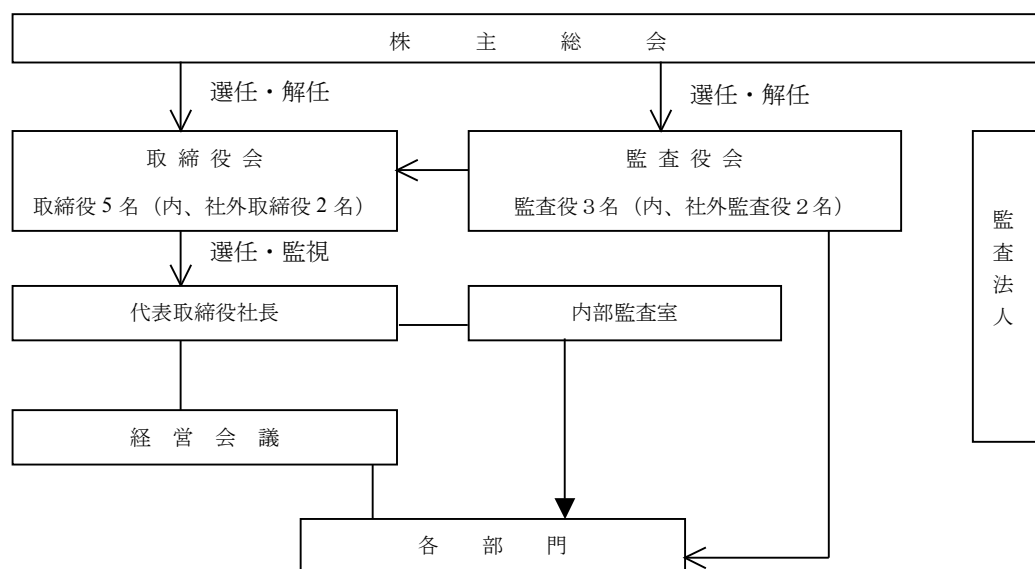 株主総会
選任・解任
選任・解任
取締役会
取締役5名（内、社外取締役2名）
監査役会
監査役３名（内、社外監査役２名）
監査法人
選任・監視
代表取締役社長
内部監査室
経営会議
各部門